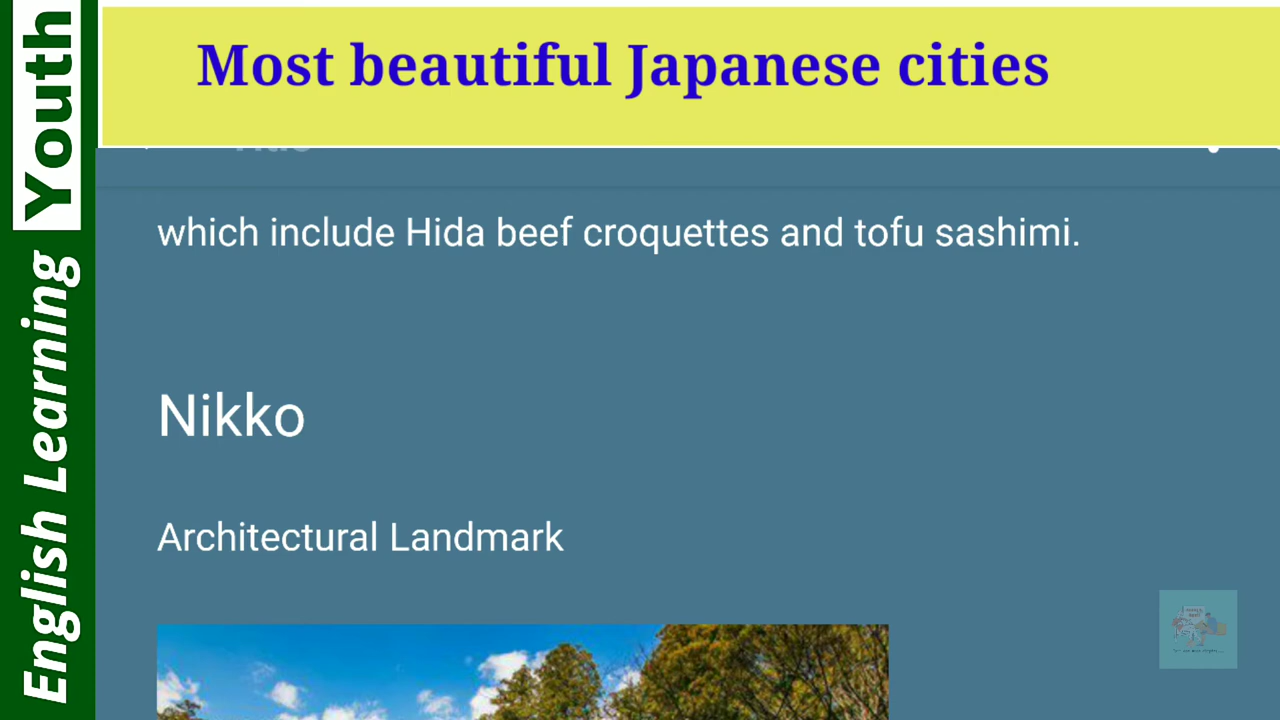 Most beautiful Japanese cities
English Learning Youth
which include Hida beef croquettes and tofu sashimi.
Nikko
Architectural Landmark